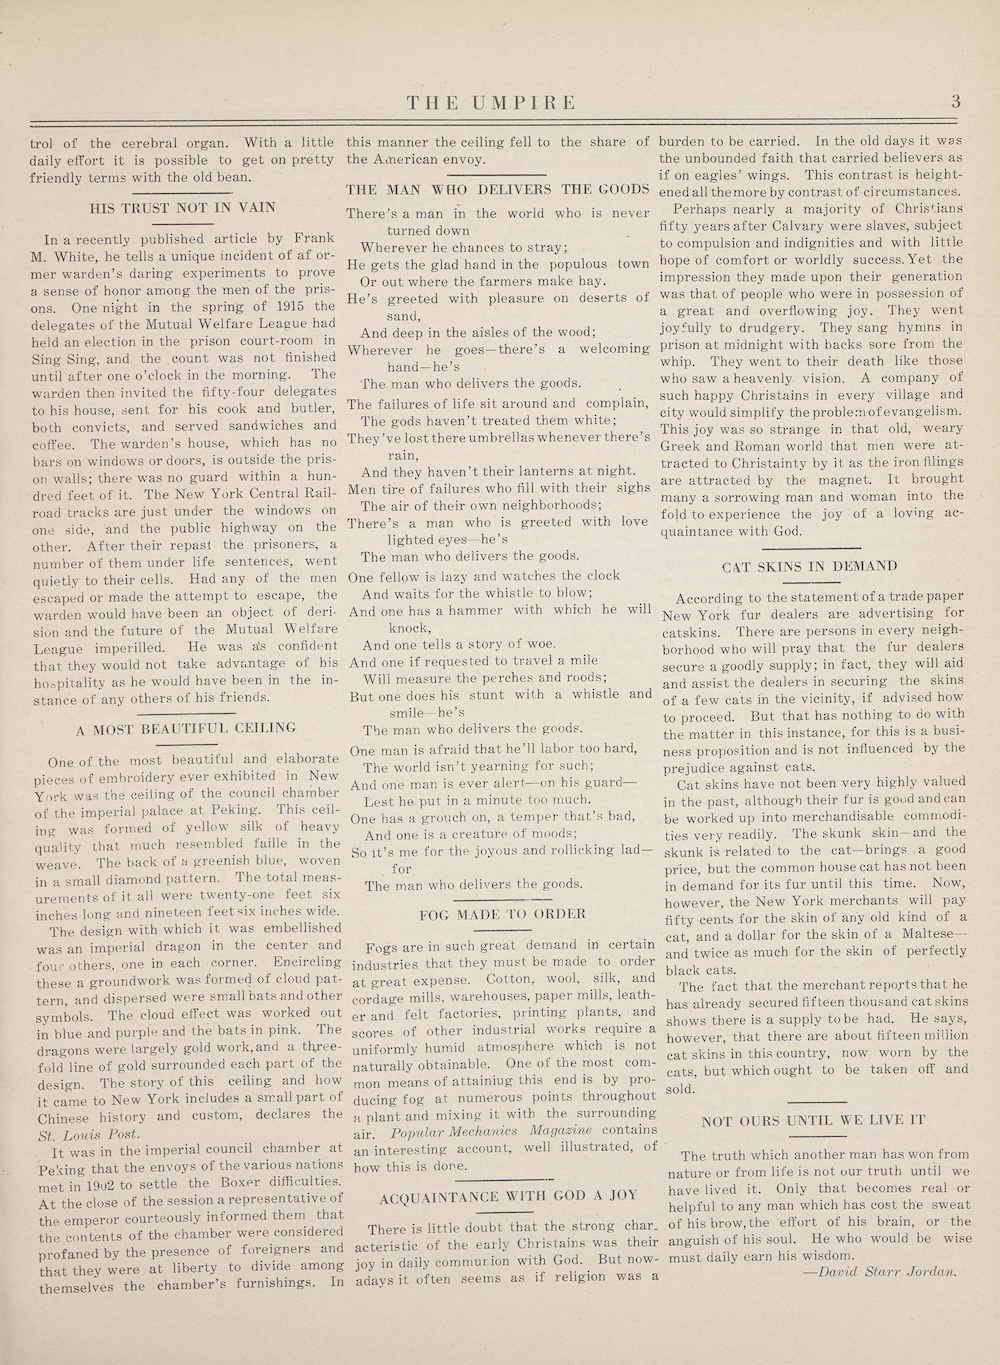 THE UMPIRE
3
trol of the cerebral organ. With a little
daily effort it is possible to get on pretty
friendly terms with the old bean.
HIS TRUST NOT IN VAIN
In a recently published article by Frank
M. White, he tells a unique incident of af or-
mer warden's daring experiments to prove
a sense of honor among the men of the pris-
ons. One night in the spring of 1915 the
delegates of the Mutual Welfare League had
held an election in the prison court-room in
Sing Sing, and the count was not finished
until after one o'clock in the morning. The
warden then invited the fifty-four delegates
to his house, sent for his cook and butler,
both convicts, and served sandwiches and
coffee. The warden's house, which has no
bars on windows or doors, is outside the pris-
on walls; there was no guard within a hun-
dred feet of it. The New York Central Rail-
road tracks are just under the windows on
one side, and the public highway on the
other. After their repast the prisoners, a
number of them under life sentences, went
quietly to their cells. Had any of the men
escaped or made the attempt to escape, the
warden would have been an object of deri-
sion and the future of the Mutual Welfare
League imperilled. He was as confident
that they would not take advantage of his
hospitality as he would have been in the in-
stance of any others of his friends.
A MOST BEAUTIFUL CEILING
One of the most beautiful and elaborate
pieces of embroidery ever exhibited in New
York was the ceiling of the council chamber
of the imperial palace at Peking. This ceil-
ing was formed of yellow silk of heavy
quality that much resembled faille in the
weave. The back of a greenish blue, woven
in a small diamond pattern. The total meas-
urements of it all were twenty-one feet six
inches long and nineteen feet six inches wide.
The design with which it was embellished
was an imperial dragon in the center and
four others, one in each corner. Encircling
these a groundwork was formed of cloud pat-
tern, and dispersed were small bats and other
symbols. The cloud effect was worked out
in blue and purple and the bats in pink. The
dragons were largely gold work, and a three-
fold line of gold surrounded each part of the
design. The story of this ceiling and how
it came to New York includes a small part of
Chinese history and custom, declares the
St. Louis Post.
It was in the imperial council chamber at
Peking that the envoys of the various nations
met in 1902 to settle the Boxer difficulties.
At the close of the session a representative of
the emperor courteously informed them that
the contents of the chamber were considered
profaned by the presence of foreigners and
that they were at liberty to divide among
themselves the chamber's furnishings. In
this manner the ceiling fell to the share of
the American envoy.
THE MAN WHO DELIVERS THE GOODS
There's a man in the world who is never
turned down
Wherever he chances to stray;
He gets the glad hand in the populous town
Or out where the farmers make hay.
He's greeted with pleasure on deserts of
sand,
And deep in the aisles of the wood;
Wherever he goes—there's a welcoming
hand—he's
The man who delivers the goods.
The failures of life sit around and complain,
The gods haven't treated them white;
They've lost there umbrellas whenever there's
rain,
And they haven't their lanterns at night.
Men tire of failures who fill with their sighs
The air of their own neighborhoods;
There's a man who is greeted with love
lighted eyes—he's
The man who delivers the goods.
One fellow is lazy and watches the clock
And waits for the whistle to blow;
And one has a hammer with which he will
knock,
And one tells a story of woe.
And one if requested to travel a mile
Will measure the perches and roods;
But one does his stunt with a whistle and
smile—he's
The man who delivers the goods.
One man is afraid that he'll labor too hard,
The world isn't yearning for such;
And one man is ever alert—on his guard—
Lest he put in a minute too much.
One has a grouch on, a temper that's bad,
And one is a creature of moods;
So it's me for the joyous and rollicking lad—
for
The man who delivers the goods.
FOG MADE TO ORDER
Fogs are in such great demand in certain
industries that they must be made to order
at great expense. Cotton, wool, silk, and
cordage mills, warehouses, paper mills, leath-
er and felt factories, printing plants, and
scores of other industrial works require a
uniformly humid atmosphere which is not
naturally obtainable. One of the most com-
mon means of attainiug this end is by pro-
ducing fog at numerous points throughout
a plant and mixing it with the surrounding
air. Popular Mechanics Magazine contains
an interesting account, well illustrated, of
how this is done.
ACQUAINTANCE WITH GOD A JOY
There is little doubt that the strong char-
acteristic of the early Christains was their
joy in daily communion with God. But now-
adays it often seems as if religion was a
burden to be carried. In the old days it was
the unbounded faith that carried believers as
if on eagles' wings. This contrast is height-
ened all the more by contrast of circumstances.
Perhaps nearly a majority of Christians
fifty years after Calvary were slaves, subject
to compulsion and indignities and with little
hope of comfort or worldly success. Yet the
impression they made upon their generation
was that of people who were in possession of
a great and overflowing joy. They went
joyfully to drudgery. They sang hymns in
prison at midnight with backs sore from the
whip. They went to their death like those
who saw a heavenly vision. A company of
such happy Christains in every village and
city would simplify the problem of evangelism.
This joy was so strange in that old, weary
Greek and Roman world that men were at-
tracted to Christainty by it as the iron filings
are attracted by the magnet. It brought
many a sorrowing man and woman into the
fold to experience the joy of a loving ac-
quaintance with God.
CAT SKINS IN DEMAND
According to the statement of a trade paper
New York fur dealers are advertising for
catskins. There are persons in every neigh-
borhood who will pray that the fur dealers
secure a goodly supply; in fact, they will aid
and assist the dealers in securing the skins
of a few cats in the vicinity, if advised how
to proceed. But that has nothing to do with
the matter in this instance, for this is a busi-
ness proposition and is not influenced by the
prejudice against cats.
Cat skins have not been very highly valued
in the past, although their fur is good and can
be worked up into merchandisable commodi-
ties very readily. The skunk skin—and the
skunk is related to the cat—brings a good
price, but the common house cat has not been
in demand for its fur until this time. Now,
however, the New York merchants will pay
fifty cents for the skin of any old kind of a
cat, and a dollar for the skin of a Maltese—
and twice as much for the skin of perfectly
black cats.
The fact that the merchant reports that he
has already secured fifteen thousand cat skins
shows there is a supply to be had. He says,
however, that there are about fifteen million
cat skins in this country, now worn by the
cats, but which ought to be taken off and
sold.
NOT OURS UNTIL WE LIVE IT
The truth which another man has won from
nature or from life is not our truth until we
have lived it. Only that becomes real or
helpful to any man which has cost the sweat
of his brow, the effort of his brain, or the
anguish of his soul. He who would be wise
must daily earn his wisdom.
—David Starr Jordan.